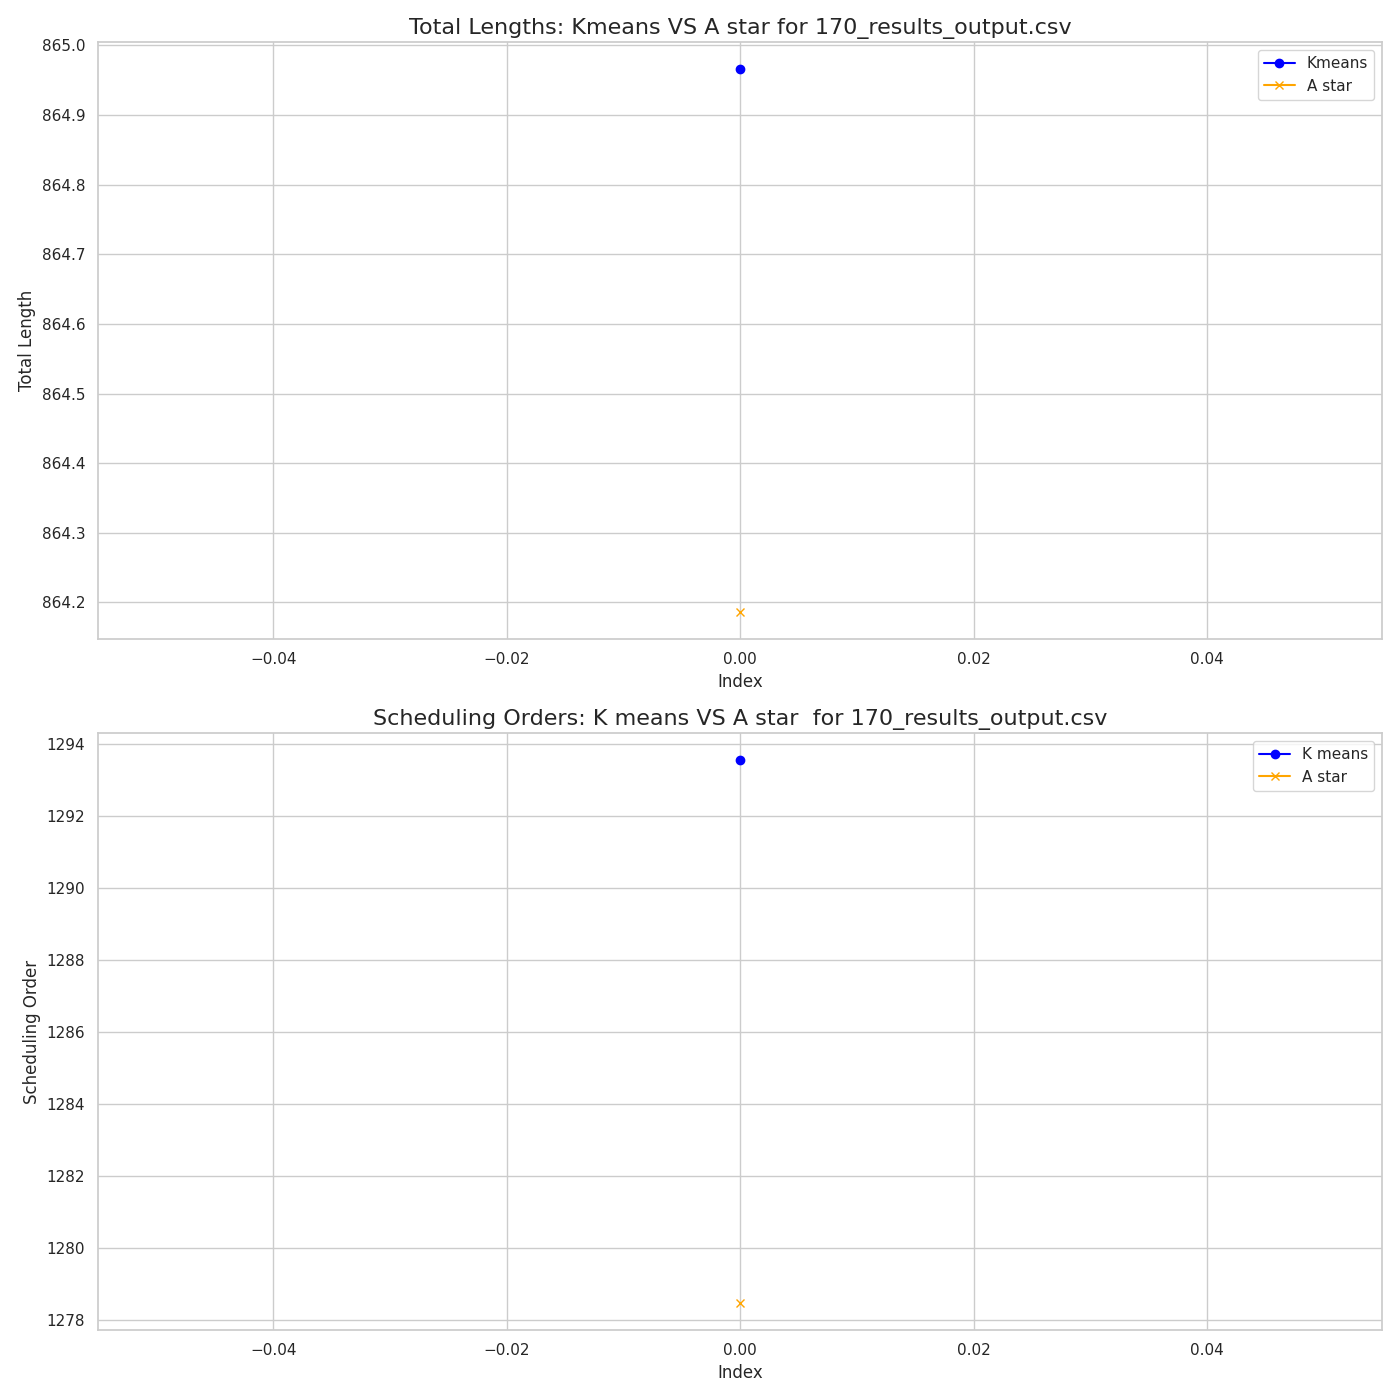 Total Lengths: Kmeans VS A star for 170_results_output.csv
865.0
864.9
864.8
864.7
864.6
864.5
864.4
864.3
864.2
Total Length
Kmeans
A star
−0.04
−0.02
0.00
0.02
0.04
Index
Scheduling Orders: K means VS A star  for 170_results_output.csv
1294
1292
1290
1288
1286
1284
1282
1280
1278
Scheduling Order
K means
A star
−0.04
−0.02
0.00
0.02
0.04
Index